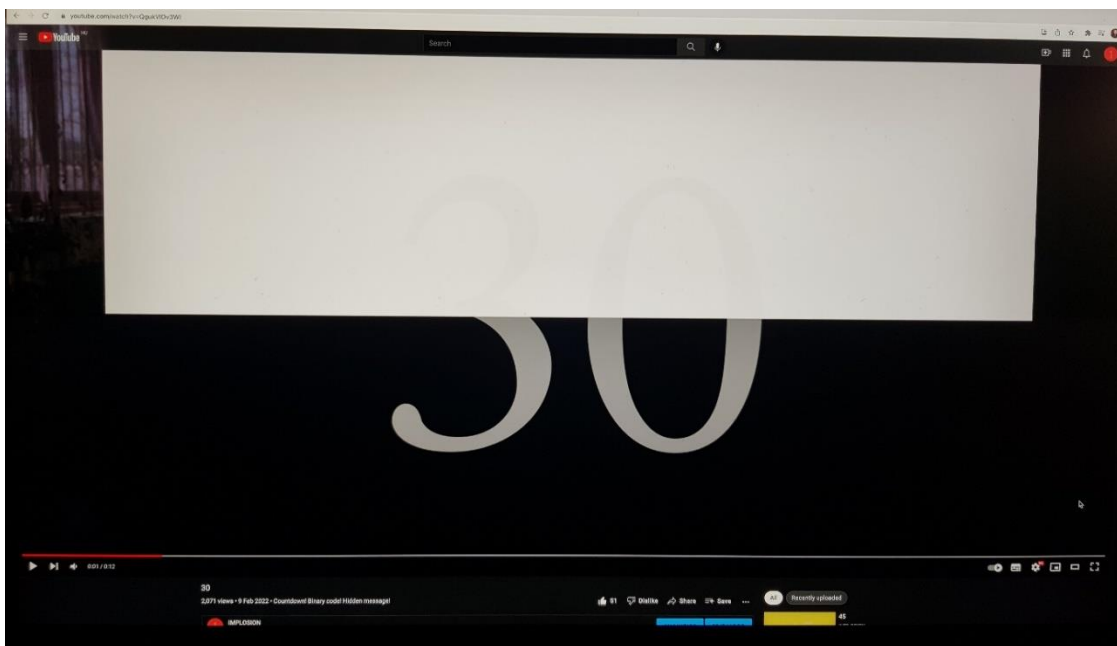 YouTube
Search
30
0:01 / 0:12
30
2,071 views • 9 Feb 2022 • Countdown! Binary code! Hidden message!
51 Dislike Share Save ...
All Recently uploaded
IMPLOSION
45